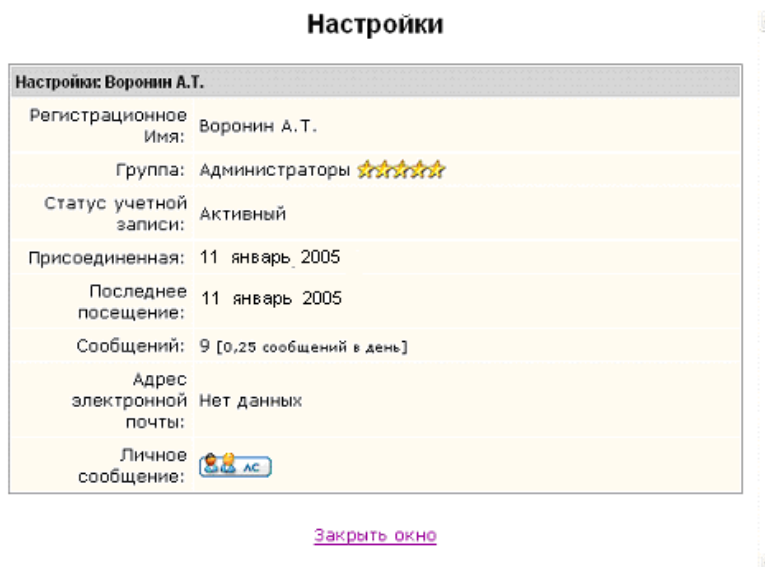 Настройки
Настройки: Воронин А.Т.
Регистрационное
Имя:
Воронин А.Т.
Группа: Администраторы
Статус учетной
записи:
Активный
Присоединенная: 11 январь 2005
Последнее
посещение:
11 январь 2005
Сообщений: 9 [0,25 сообщений в день]
Адрес
электронной
почты:
Нет данных
Личное
сообщение:
ЛС
Закрыть окно